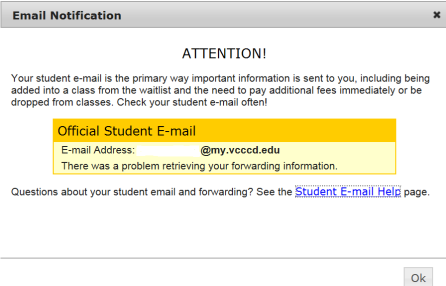 Email Notification
ATTENTION!
Your student e-mail is the primary way important information is sent to you, including being
added into a class from the waitlist and the need to pay additional fees immediately or be
dropped from classes. Check your student e-mail often!
Official Student E-mail
E-mail Address: @my.vcccd.edu
There was a problem retrieving your forwarding information.
Questions about your student email and forwarding? See the Student E-mail Help page.
Ok